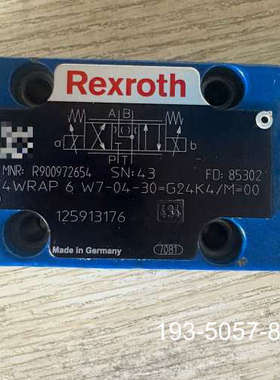 Rexroth
A B
a b
P T
MNR: R900972654 SN:43 FD: 85302
4WRAP 6 W7-04-30=G24K4/M=00
125913176
Made in Germany 7081
193-5057-8